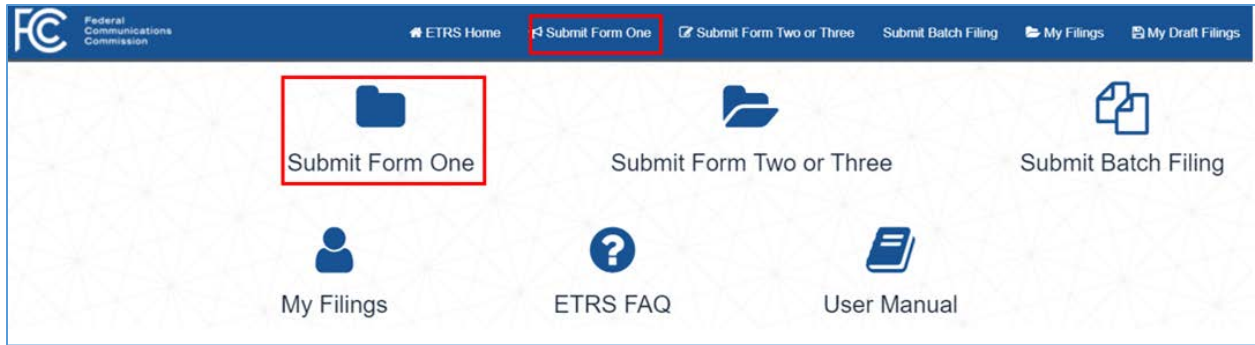 FC Federal
Communications
Commission
ETRS Home Submit Form One Submit Form Two or Three Submit Batch Filing My Filings My Draft Filings
Submit Form One Submit Form Two or Three Submit Batch Filing
My Filings ETRS FAQ User Manual